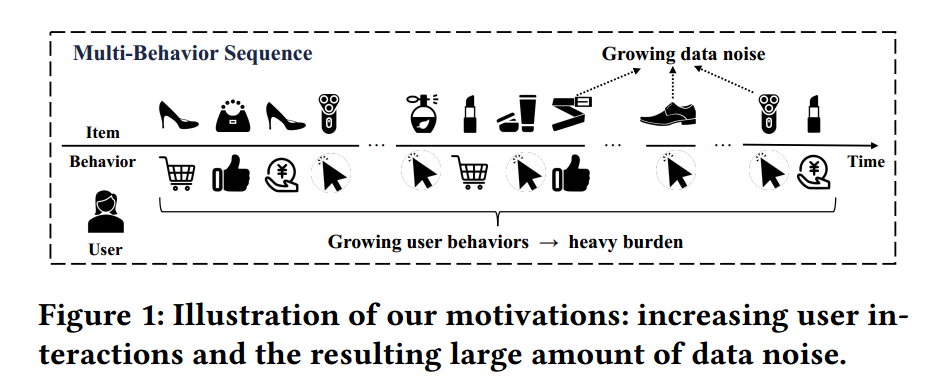 Multi-Behavior Sequence
Growing data noise
Item
... ... ...
Behavior
Time
¥
¥
User
Growing user behaviors → heavy burden
Figure 1: Illustration of our motivations: increasing user in-
teractions and the resulting large amount of data noise.